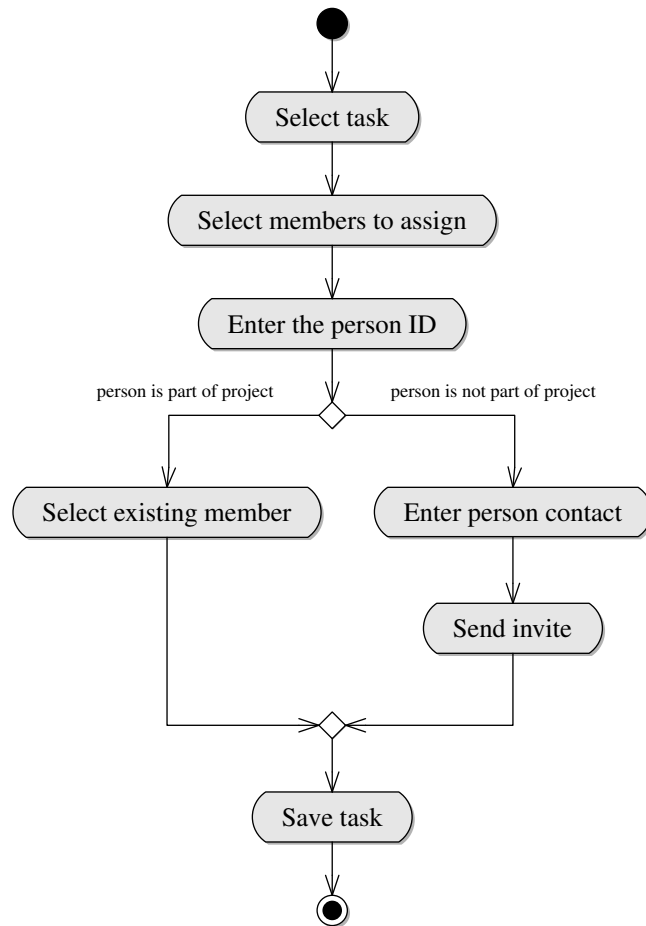 Select task
Select members to assign
Enter the person ID
person is part of project
person is not part of project
Select existing member
Enter person contact
Send invite
Save task